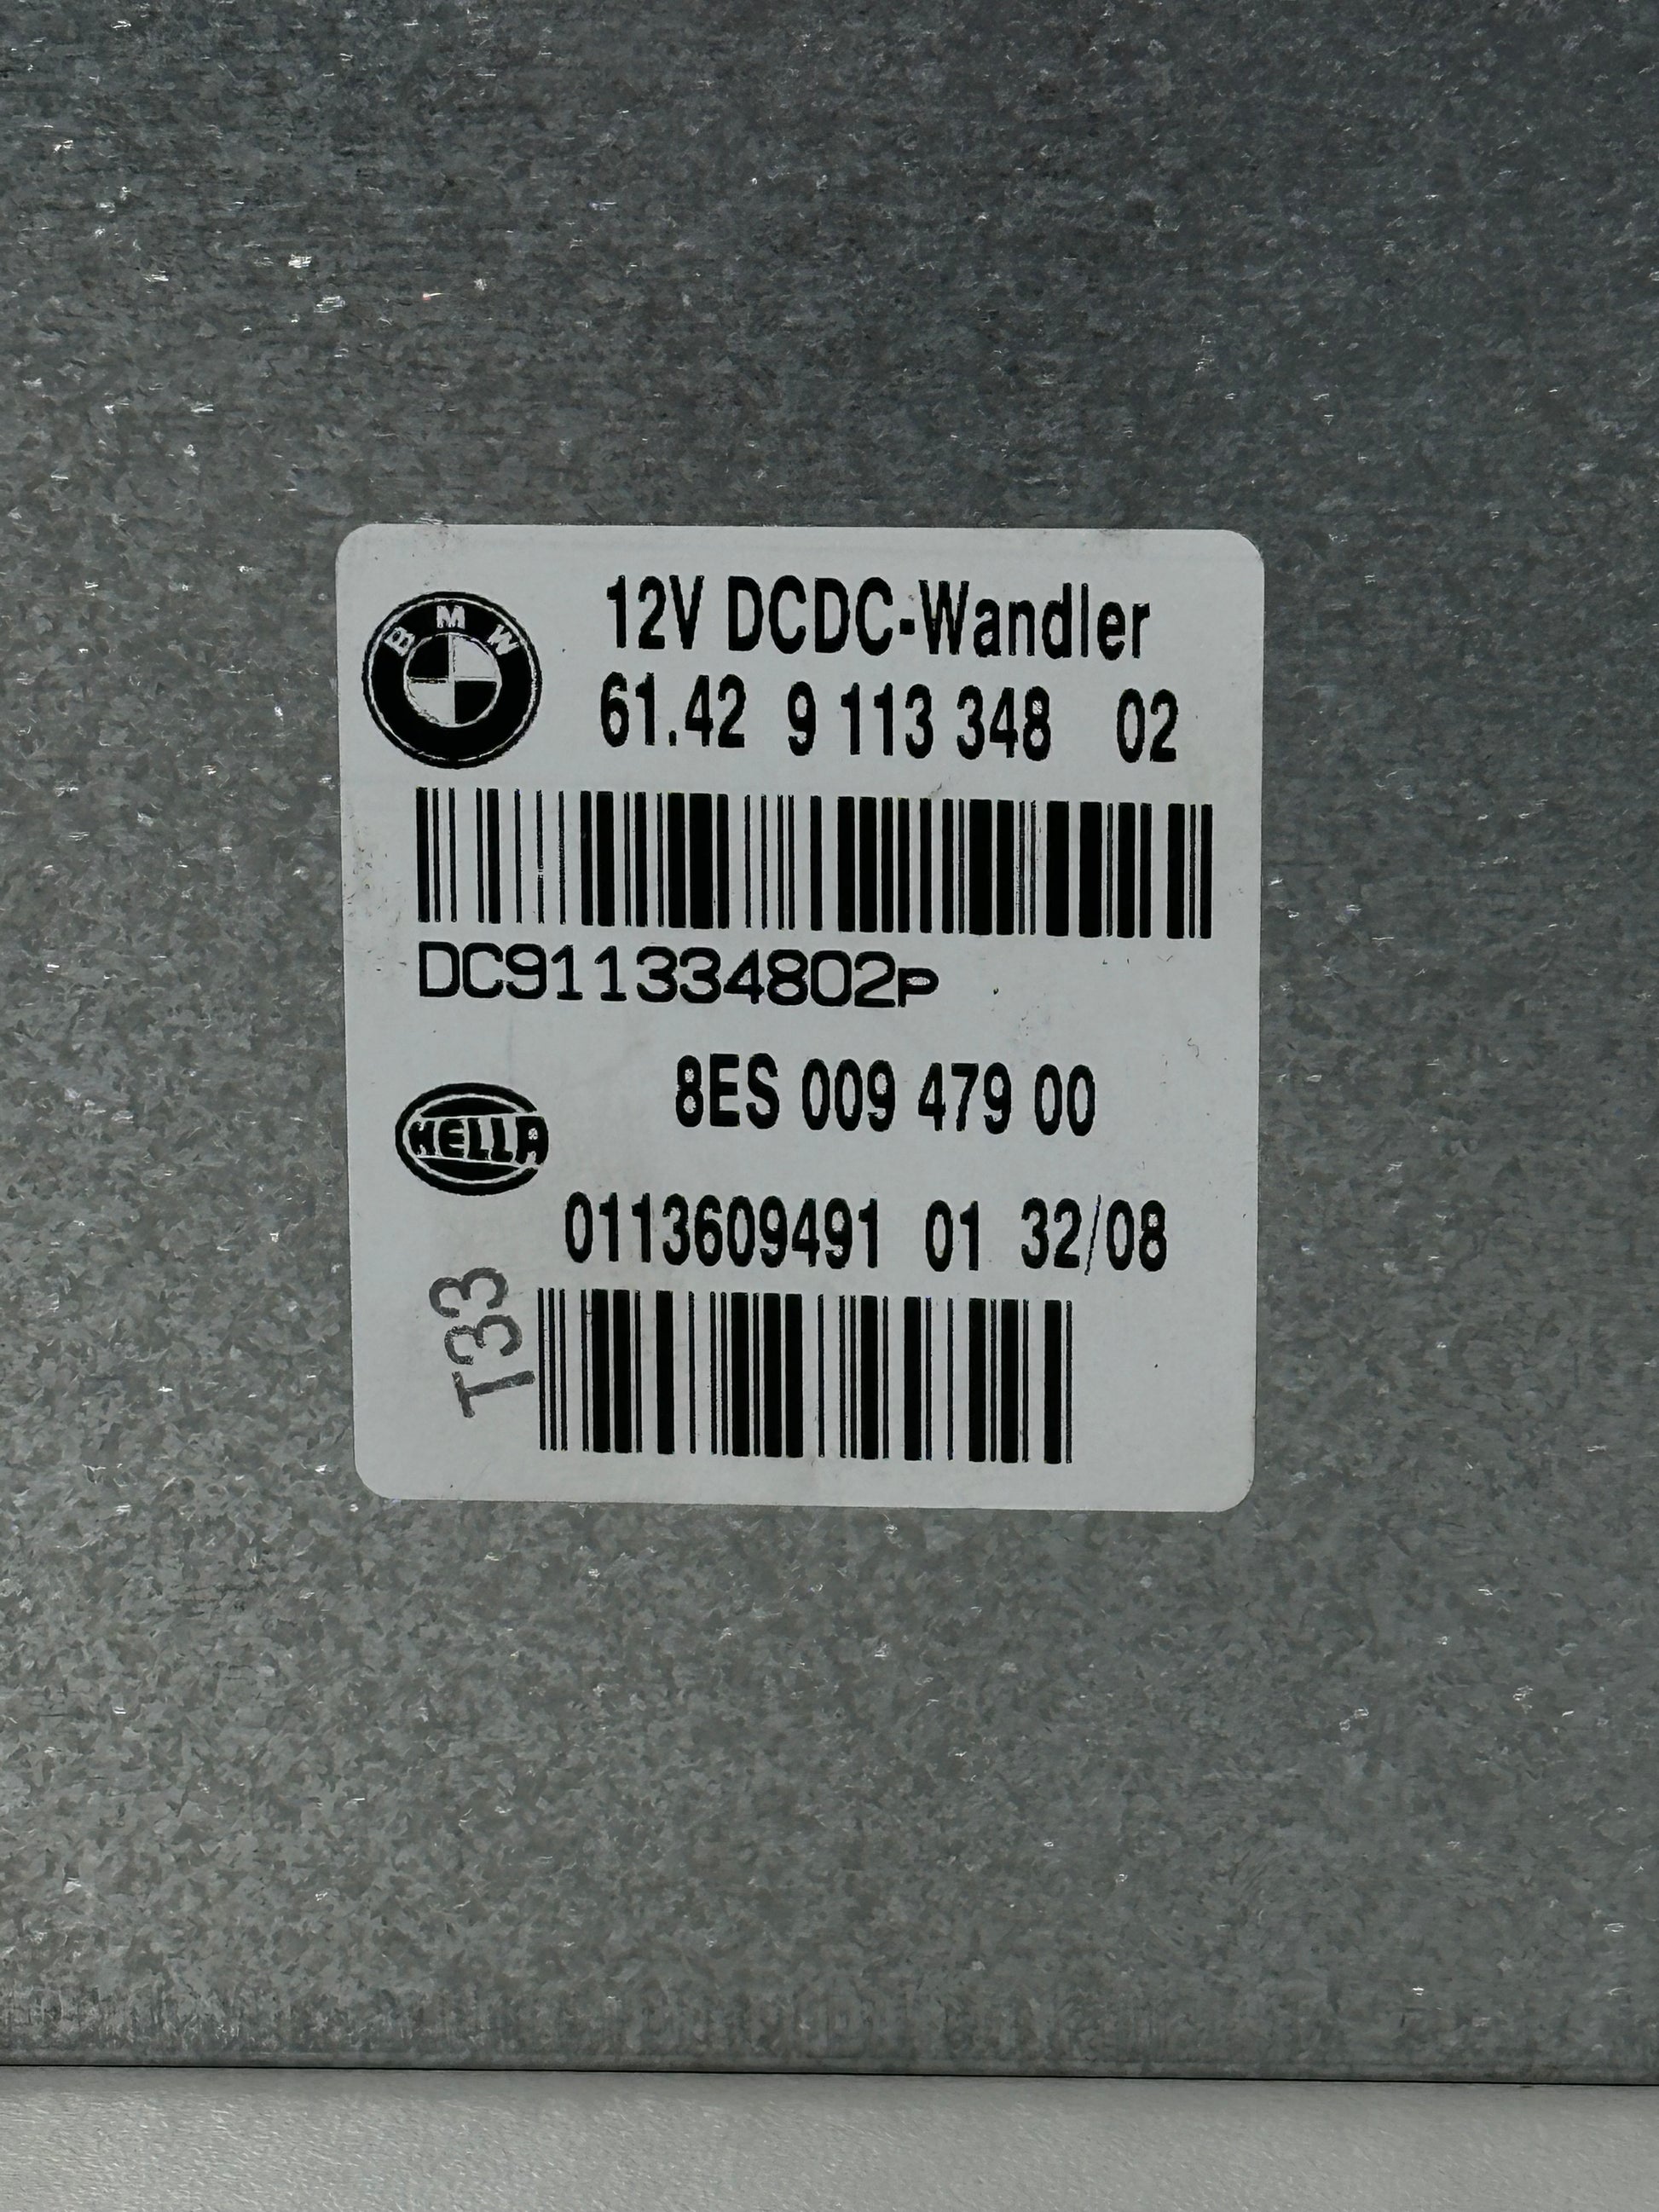 BMW
12V DCDC-Wandler
61.42 9 113 348 02
DC911334802P
8ES 009 479 00
HELLA
0113609491 01 32/08
T33